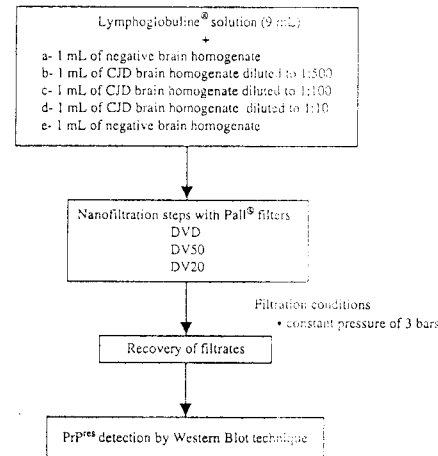 Lymphoglobuline® solution (9 mL)
+
a- 1 mL of negative brain homogenate
b- 1 mL of CJD brain homogenate diluted to 1:500
c- 1 mL of CJD brain homogenate diluted to 1:100
d- 1 mL of CJD brain homogenate diluted to 1:10
e- 1 mL of negative brain homogenate
Nanofiltration steps with Pall® filters
DVD
DV50
DV20
Filtration conditions
• constant pressure of 3 bars
Recovery of filtrates
PrPres detection by Western Blot technique